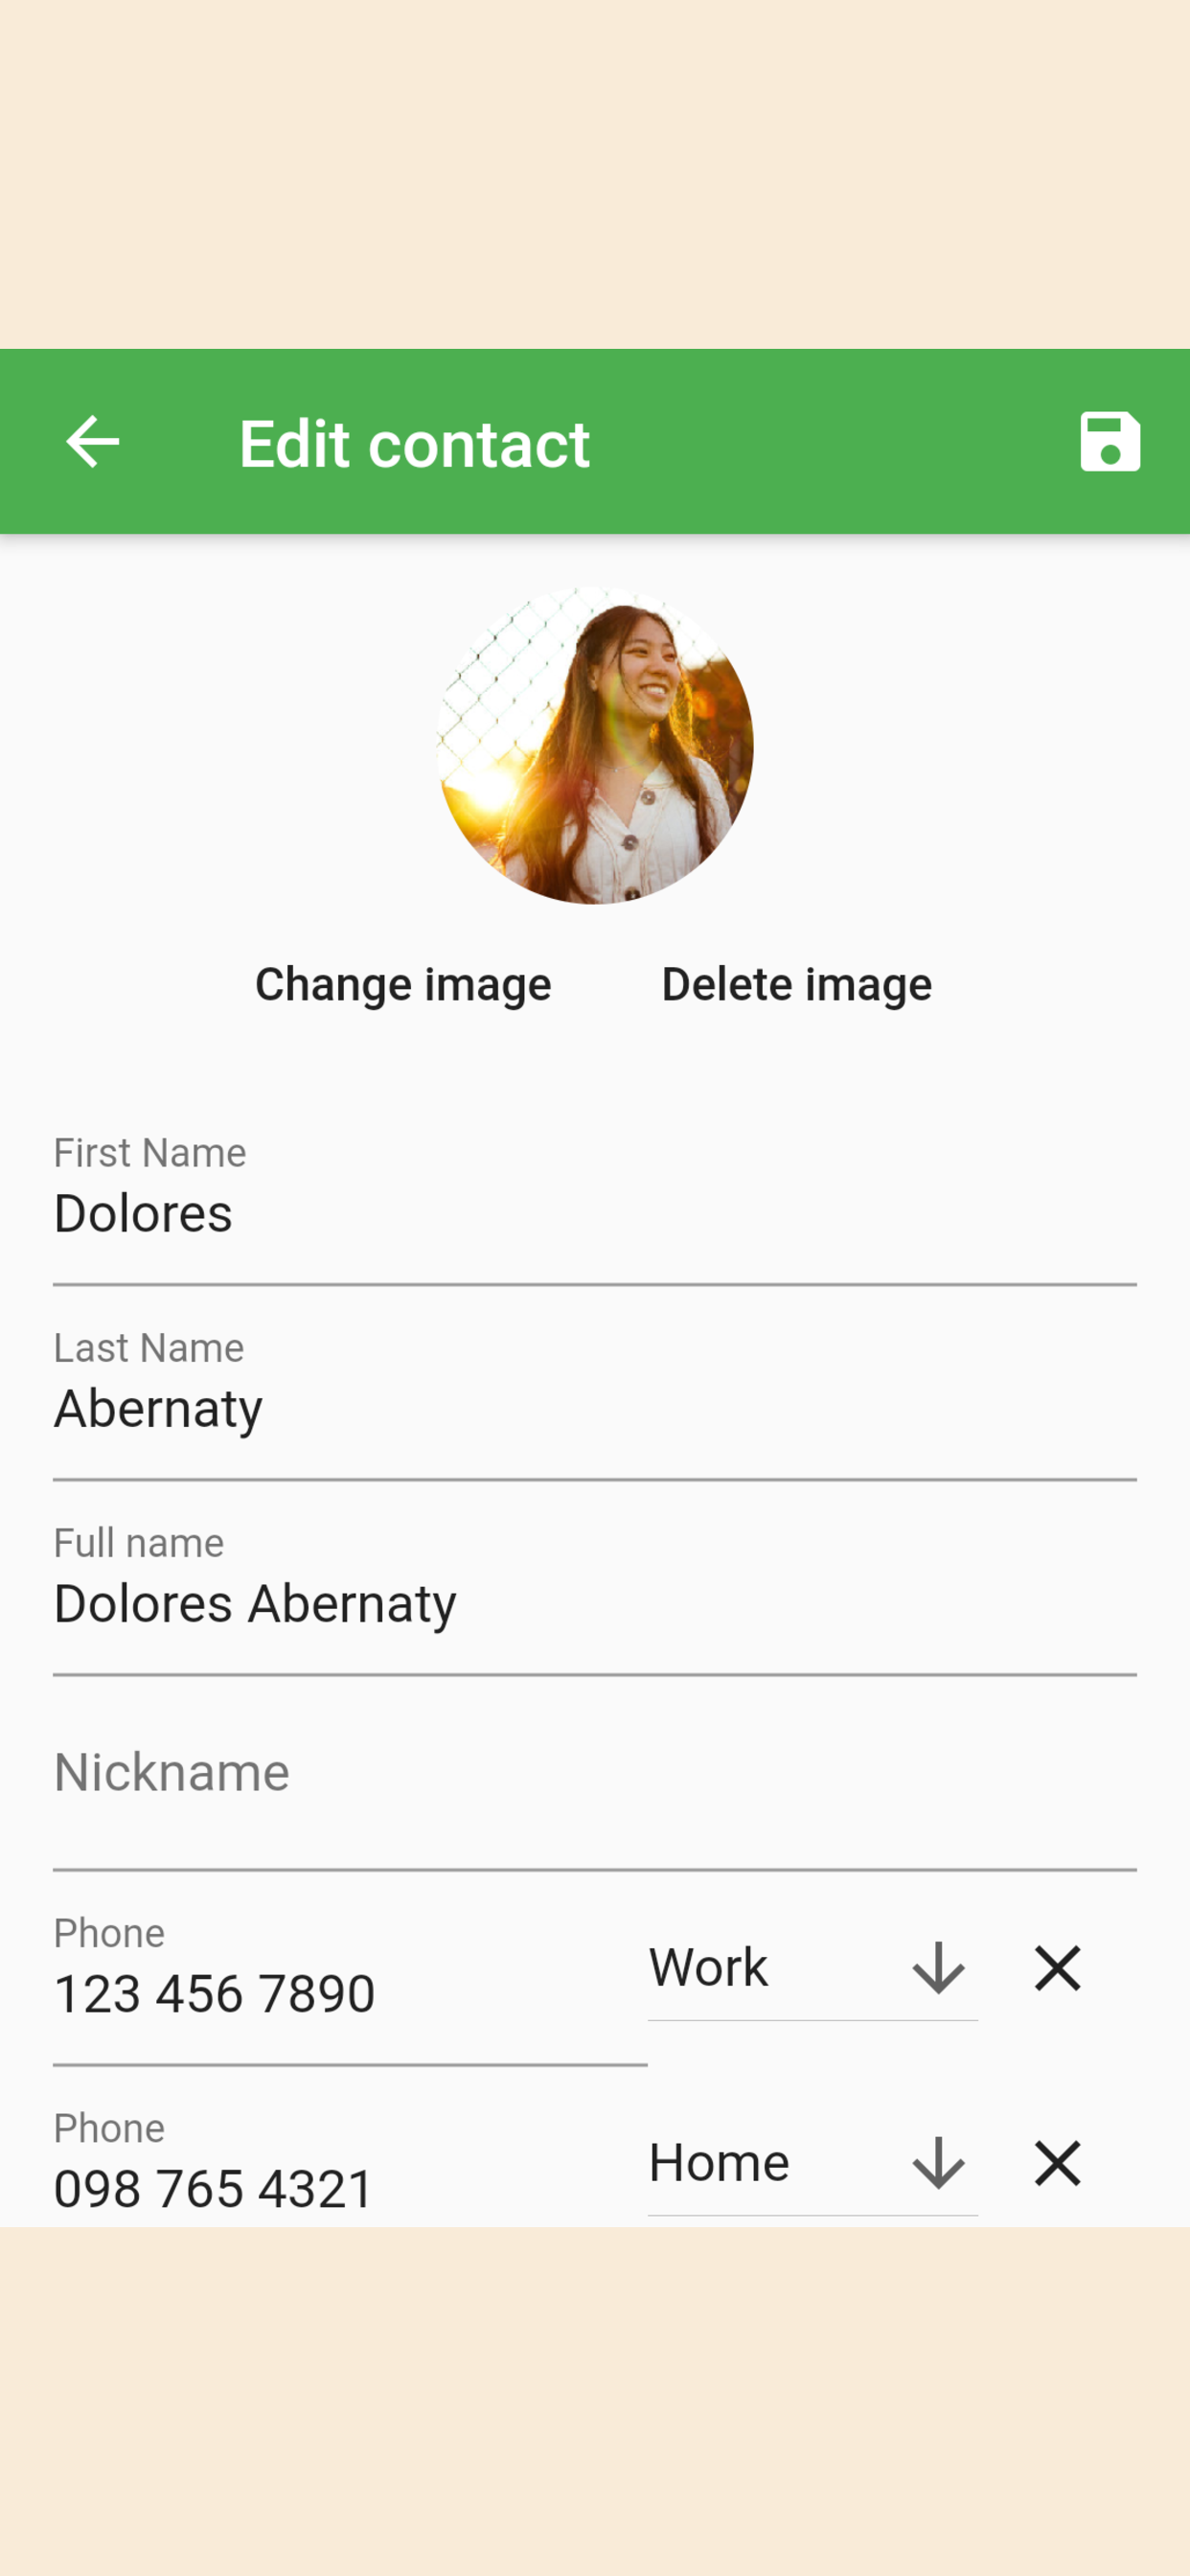 Edit contact
Change image Delete image
First Name
Dolores
Last Name
Abernaty
Full name
Dolores Abernaty
Nickname
Phone
123 456 7890 Work
Phone
098 765 4321 Home